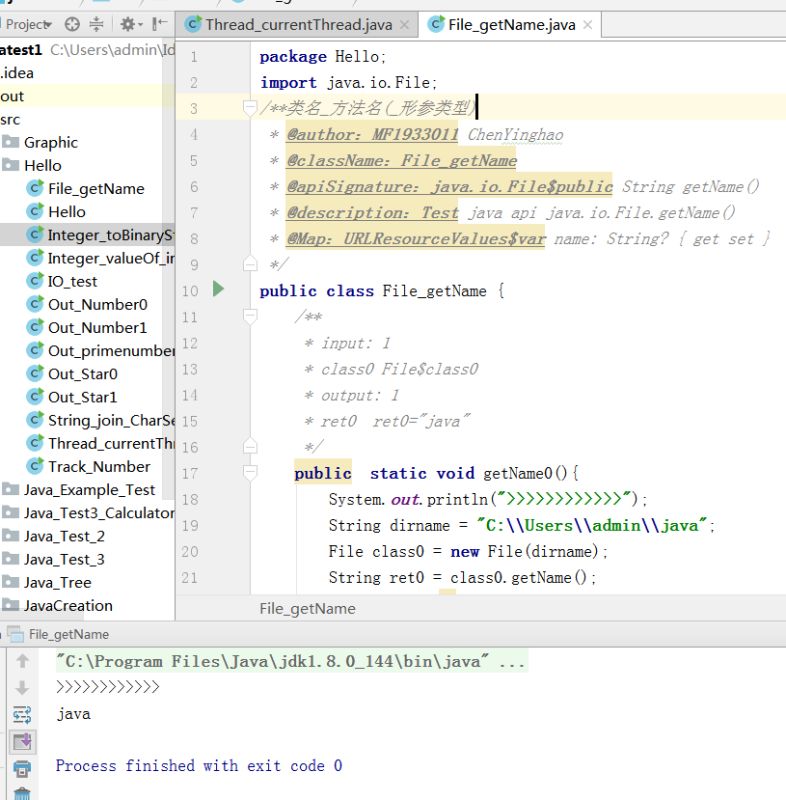 Project
Thread_currentThread.java
File_getName.java
atest1 C:\Users\admin\Id
.idea
out
src
Graphic
Hello
File_getName
Hello
Integer_toBinarySt
Integer_valueOf_in
IO_test
Out_Number0
Out_Number1
Out_primenumber
Out_Star0
Out_Star1
String_join_CharSe
Thread_currentThr
Track_Number
Java_Example_Test
Java_Test3_Calculator
Java_Test_2
Java_Test_3
Java_Tree
JavaCreation
1 package Hello;
2 import java.io.File;
3 /**类名_方法名(_形参类型)
4 * @author: MF1933011 ChenYinghao
5 * @className: File_getName
6 * @apiSignature: java.io.File$public String getName()
7 * @description: Test java api java.io.File.getName()
8 * @Map: URLResourceValues$var name: String? { get set }
9 */
10 public class File_getName {
11 /**
12 * input: 1
13 * class0 File$class0
14 * output: 1
15 * ret0 ret0="java"
16 */
17 public static void getName0(){
18 System.out.println(">>>>>>>>>>>>");
19 String dirname = "C:\\Users\\admin\\java";
20 File class0 = new File(dirname);
21 String ret0 = class0.getName();
File_getName
File_getName
"C:\Program Files\Java\jdk1.8.0_144\bin\java" ...
>>>>>>>>>>>>
java
Process finished with exit code 0